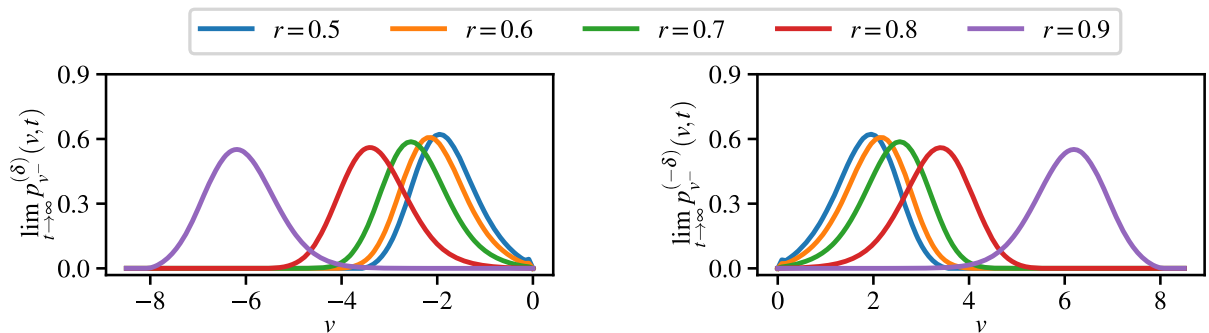 r = 0.5 r = 0.6 r = 0.7 r = 0.8 r = 0.9
lim t→∞ p_{v^-}^{(δ)}(v, t)
0.9
0.6
0.3
0.0
−8 −6 −4 −2 0
v
lim t→∞ p_{v^-}^{(−δ)}(v, t)
0.9
0.6
0.3
0.0
0 2 4 6 8
v